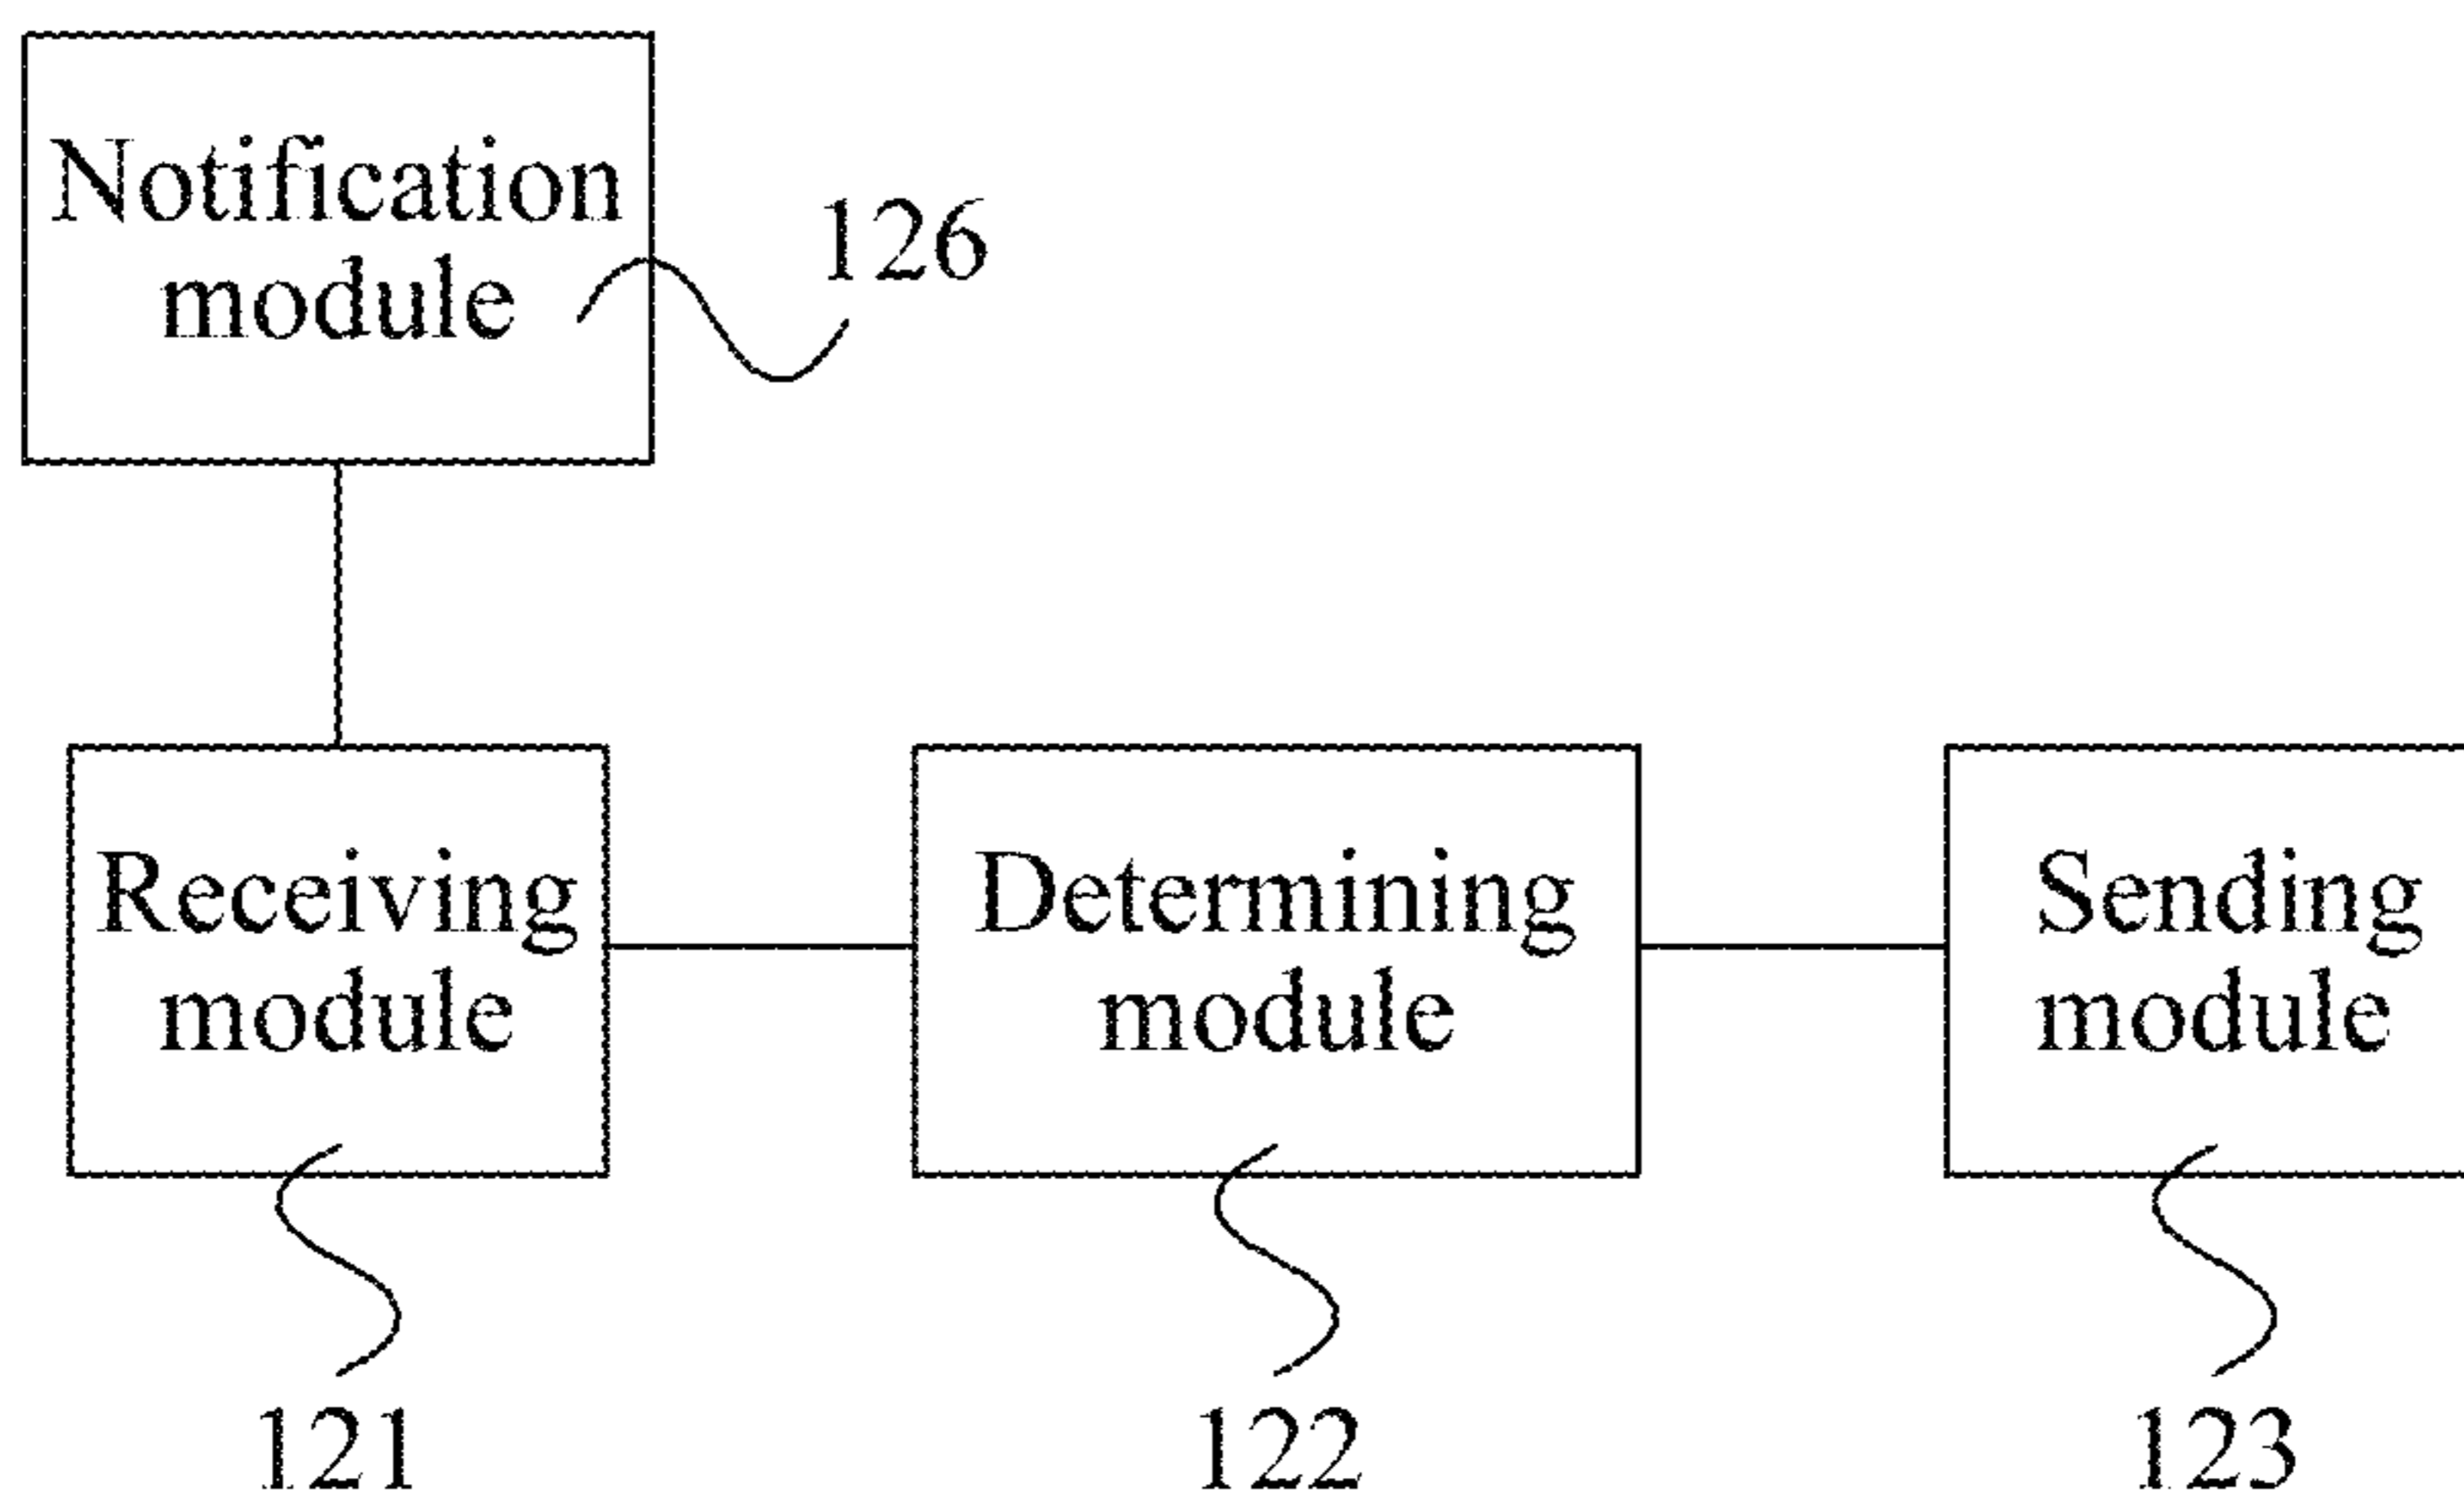 Notification
module
126
Receiving
module
Determining
module
Sending
module
121
122
123